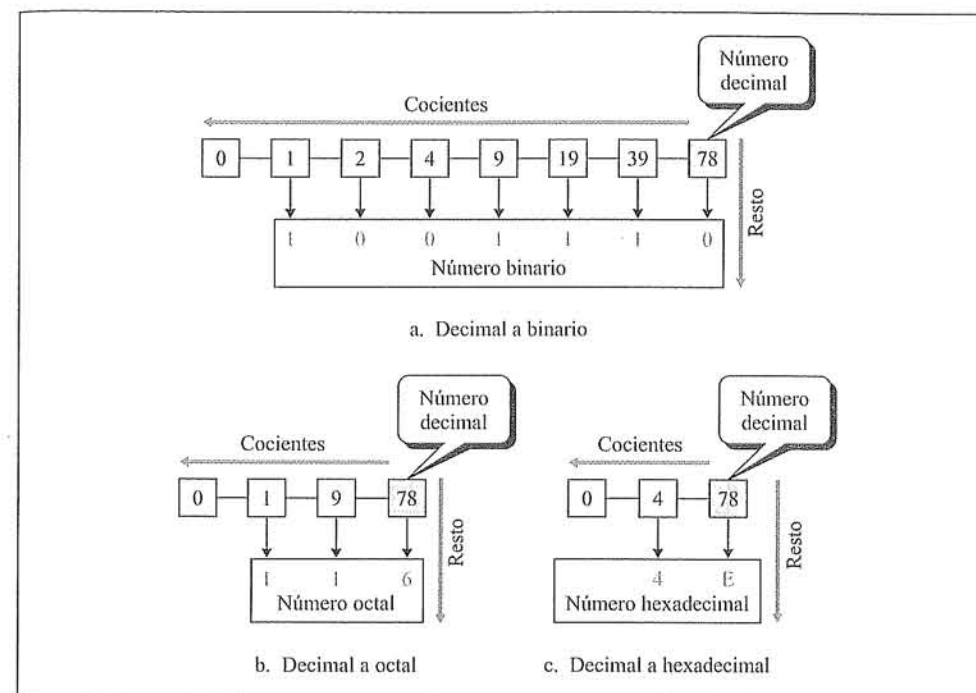 Número
decimal
Cocientes
0 1 2 4 9 19 39 78
Resto
1 0 0 1 1 1 0
Número binario
a. Decimal a binario
Número
decimal
Cocientes
0 1 9 78
Resto
1 1 6
Número octal
b. Decimal a octal
Número
decimal
Cocientes
0 4 78
Resto
4 E
Número hexadecimal
c. Decimal a hexadecimal